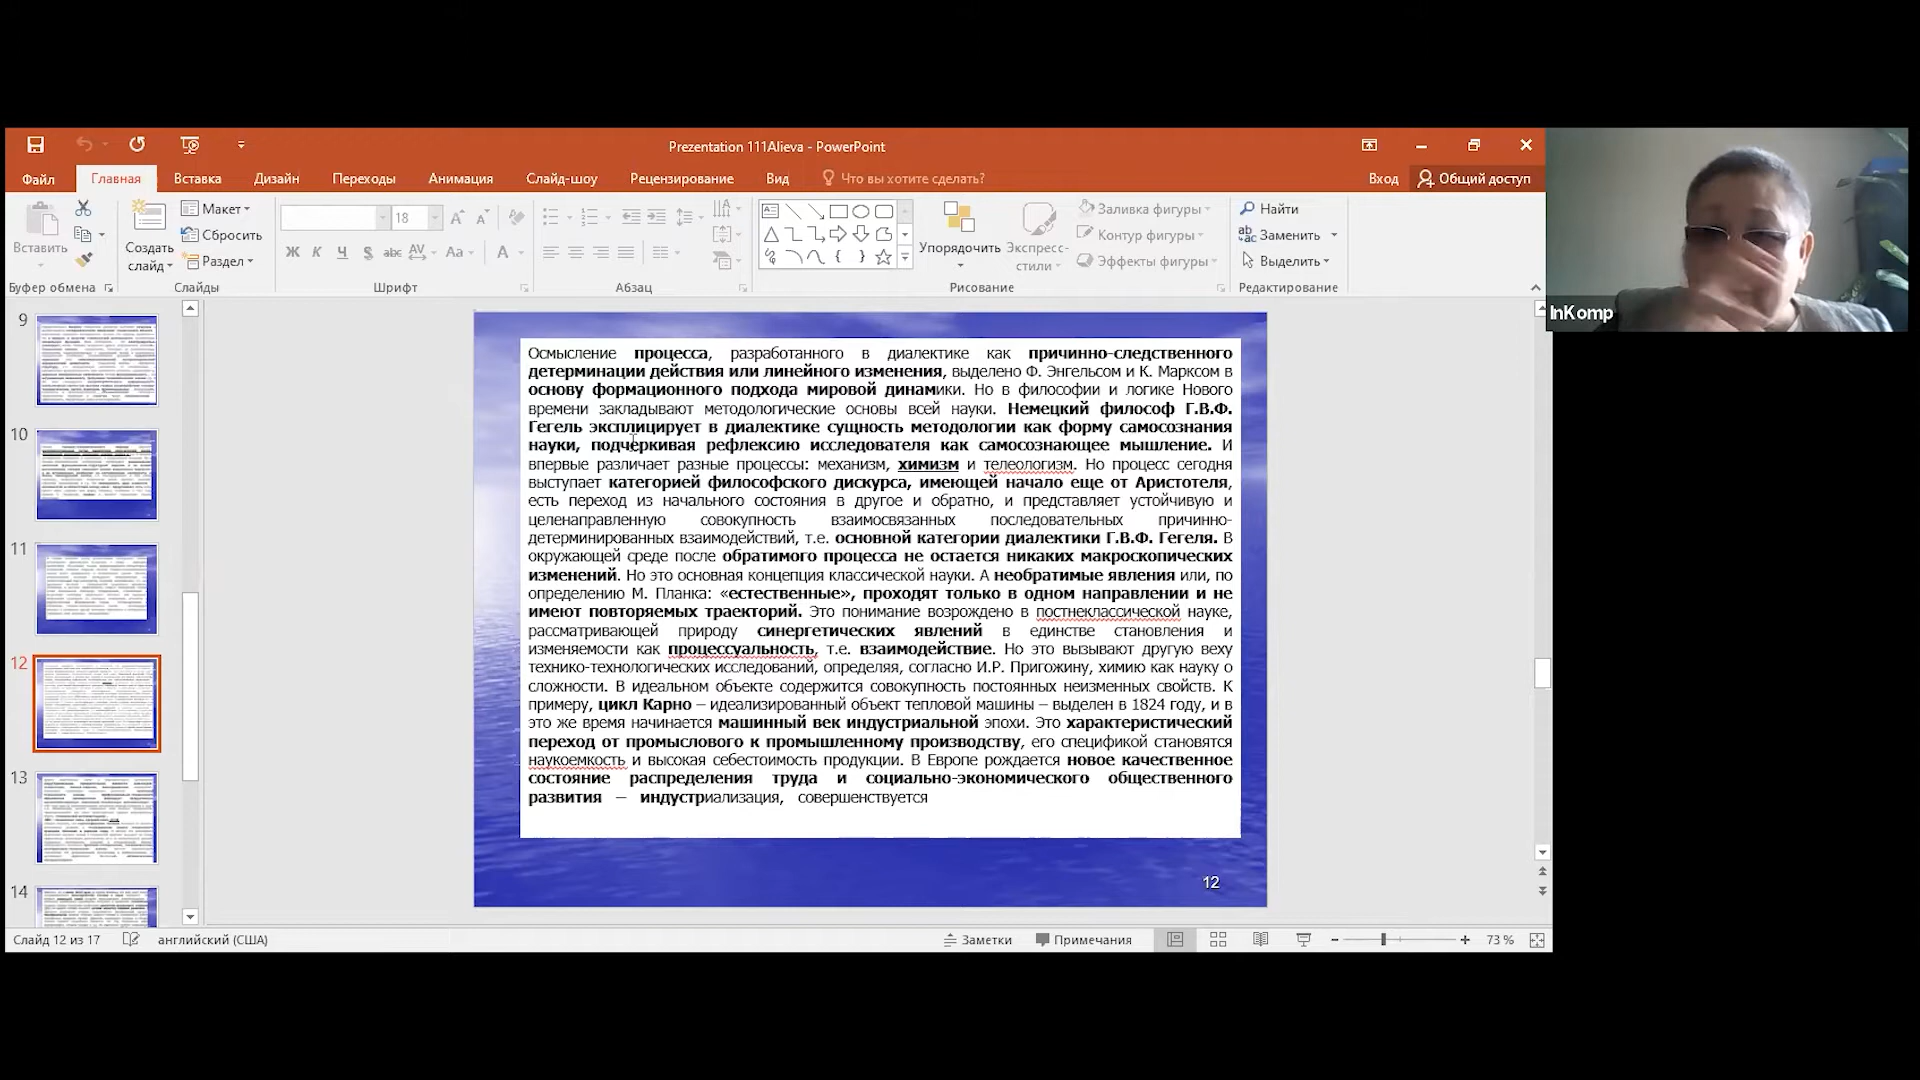 Prezentation 111Alieva - PowerPoint
Файл Главная Вставка Дизайн Переходы Анимация Слайд-шоу Рецензирование Вид Что вы хотите сделать? Вход Общий доступ
Вставить
Создать слайд
Макет
Сбросить
Раздел
18
Ж К Ч S abc AV Aa A
Упорядочить
Экспресс-стили
Заливка фигуры
Контур фигуры
Эффекты фигуры
Найти
Заменить
Выделить
Буфер обмена Слайды Шрифт Абзац Рисование Редактирование
InKomp
9
10
11
12
13
14
Осмысление процесса, разработанного в диалектике как причинно-следственного
детерминации действия или линейного изменения, выделено Ф. Энгельсом и К. Марксом в
основу формационного подхода мировой динамики. Но в философии и логике Нового
времени закладывают методологические основы всей науки. Немецкий философ Г.В.Ф.
Гегель эксплицирует в диалектике сущность методологии как форму самосознания
науки, подчеркивая рефлексию исследователя как самосознающее мышление. И
впервые различает разные процессы: механизм, химизм и телеологизм. Но процесс сегодня
выступает категорией философского дискурса, имеющей начало еще от Аристотеля,
есть переход из начального состояния в другое и обратно, и представляет устойчивую и
целенаправленную совокупность взаимосвязанных последовательных причинно-
детерминированных взаимодействий, т.е. основной категории диалектики Г.В.Ф. Гегеля. В
окружающей среде после обратимого процесса не остается никаких макроскопических
изменений. Но это основная концепция классической науки. А необратимые явления или, по
определению М. Планка: «естественные», проходят только в одном направлении и не
имеют повторяемых траекторий. Это понимание возрождено в постнеклассической науке,
рассматривающей природу синергетических явлений в единстве становления и
изменяемости как процессуальность, т.е. взаимодействие. Но это вызывают другую веху
технико-технологических исследований, определяя, согласно И.Р. Пригожину, химию как науку о
сложности. В идеальном объекте содержится совокупность постоянных неизменных свойств. К
примеру, цикл Карно – идеализированный объект тепловой машины – выделен в 1824 году, и в
это же время начинается машинный век индустриальной эпохи. Это характеристический
переход от промыслового к промышленному производству, его спецификой становятся
наукоемкость и высокая себестоимость продукции. В Европе рождается новое качественное
состояние распределения труда и социально-экономического общественного
развития – индустриализация, совершенствуется
12
Слайд 12 из 17 английский (США) Заметки Примечания 73 %